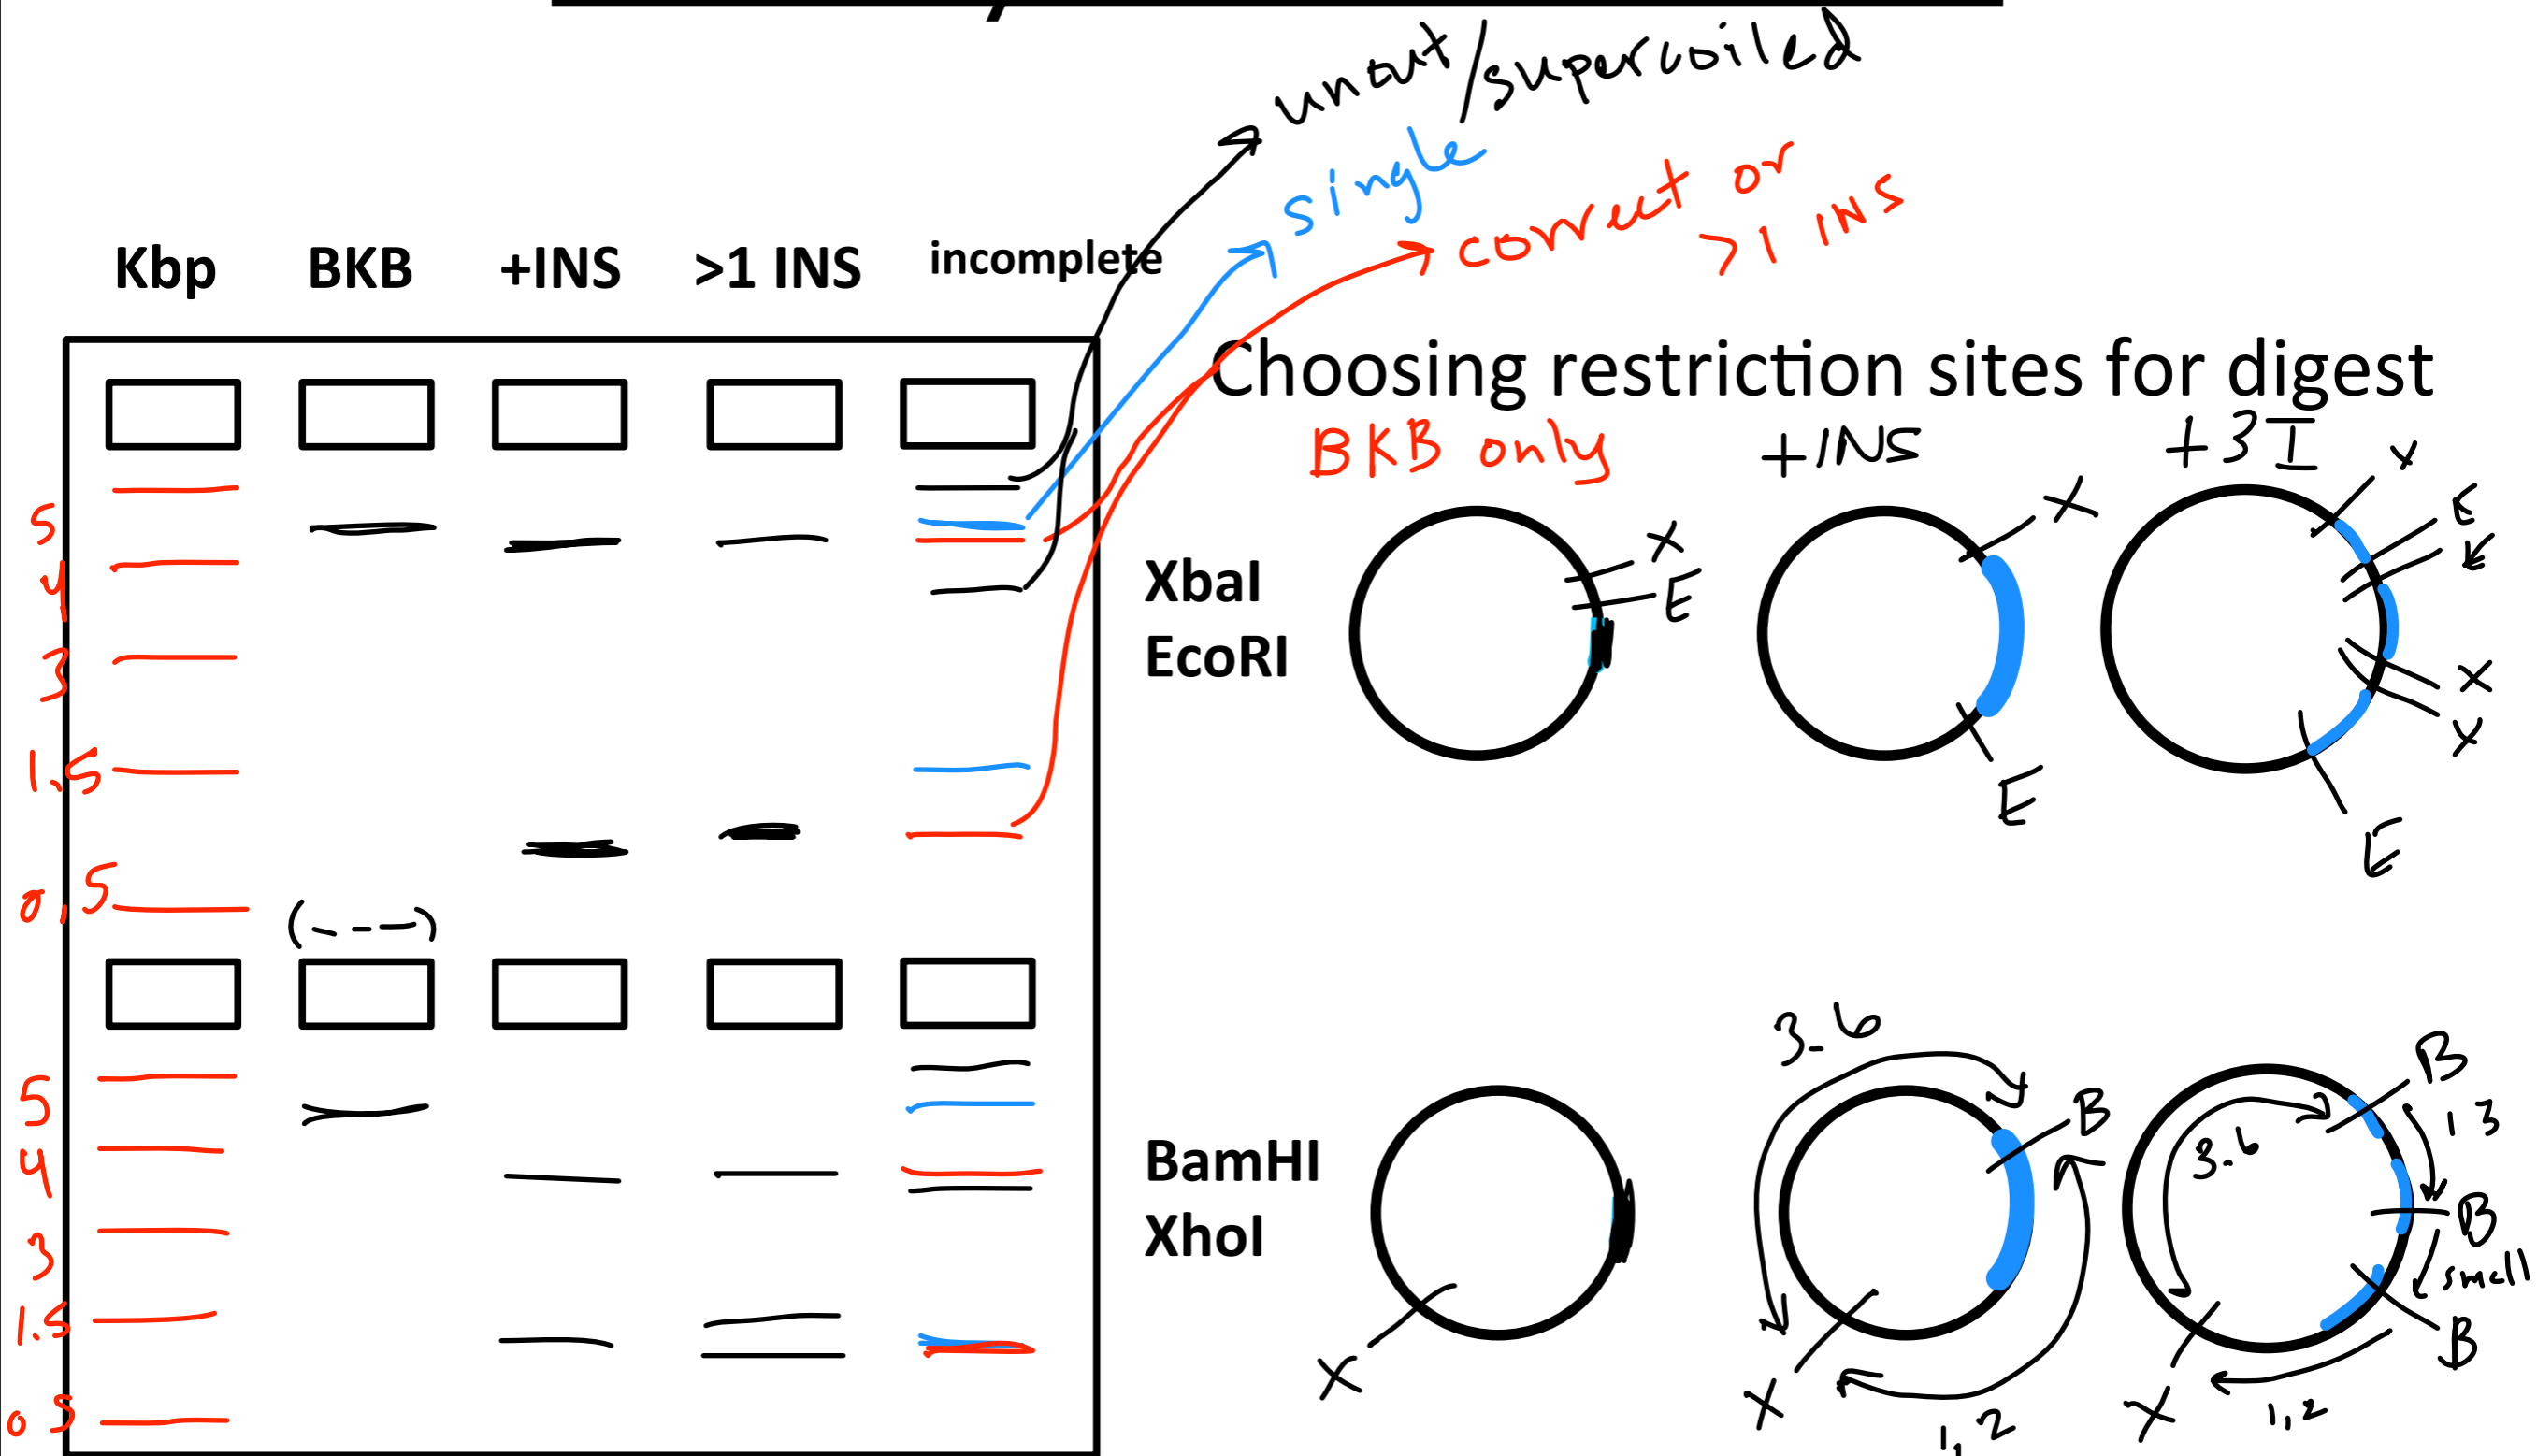 uncut/supercoiled
single
correct or
>1 INS
Kbp BKB +INS >1 INS incomplete
Choosing restriction sites for digest
BKB only +INS +3I
5
4
3
1.5
0.5
XbaI
EcoRI
X
E
X
E
X
E
E
X
X
E
5
4
3
1.5
0.5
BamHI
XhoI
X
3.6
B
X
1,2
B
1 3
3.6
B
small
B
X
1,2